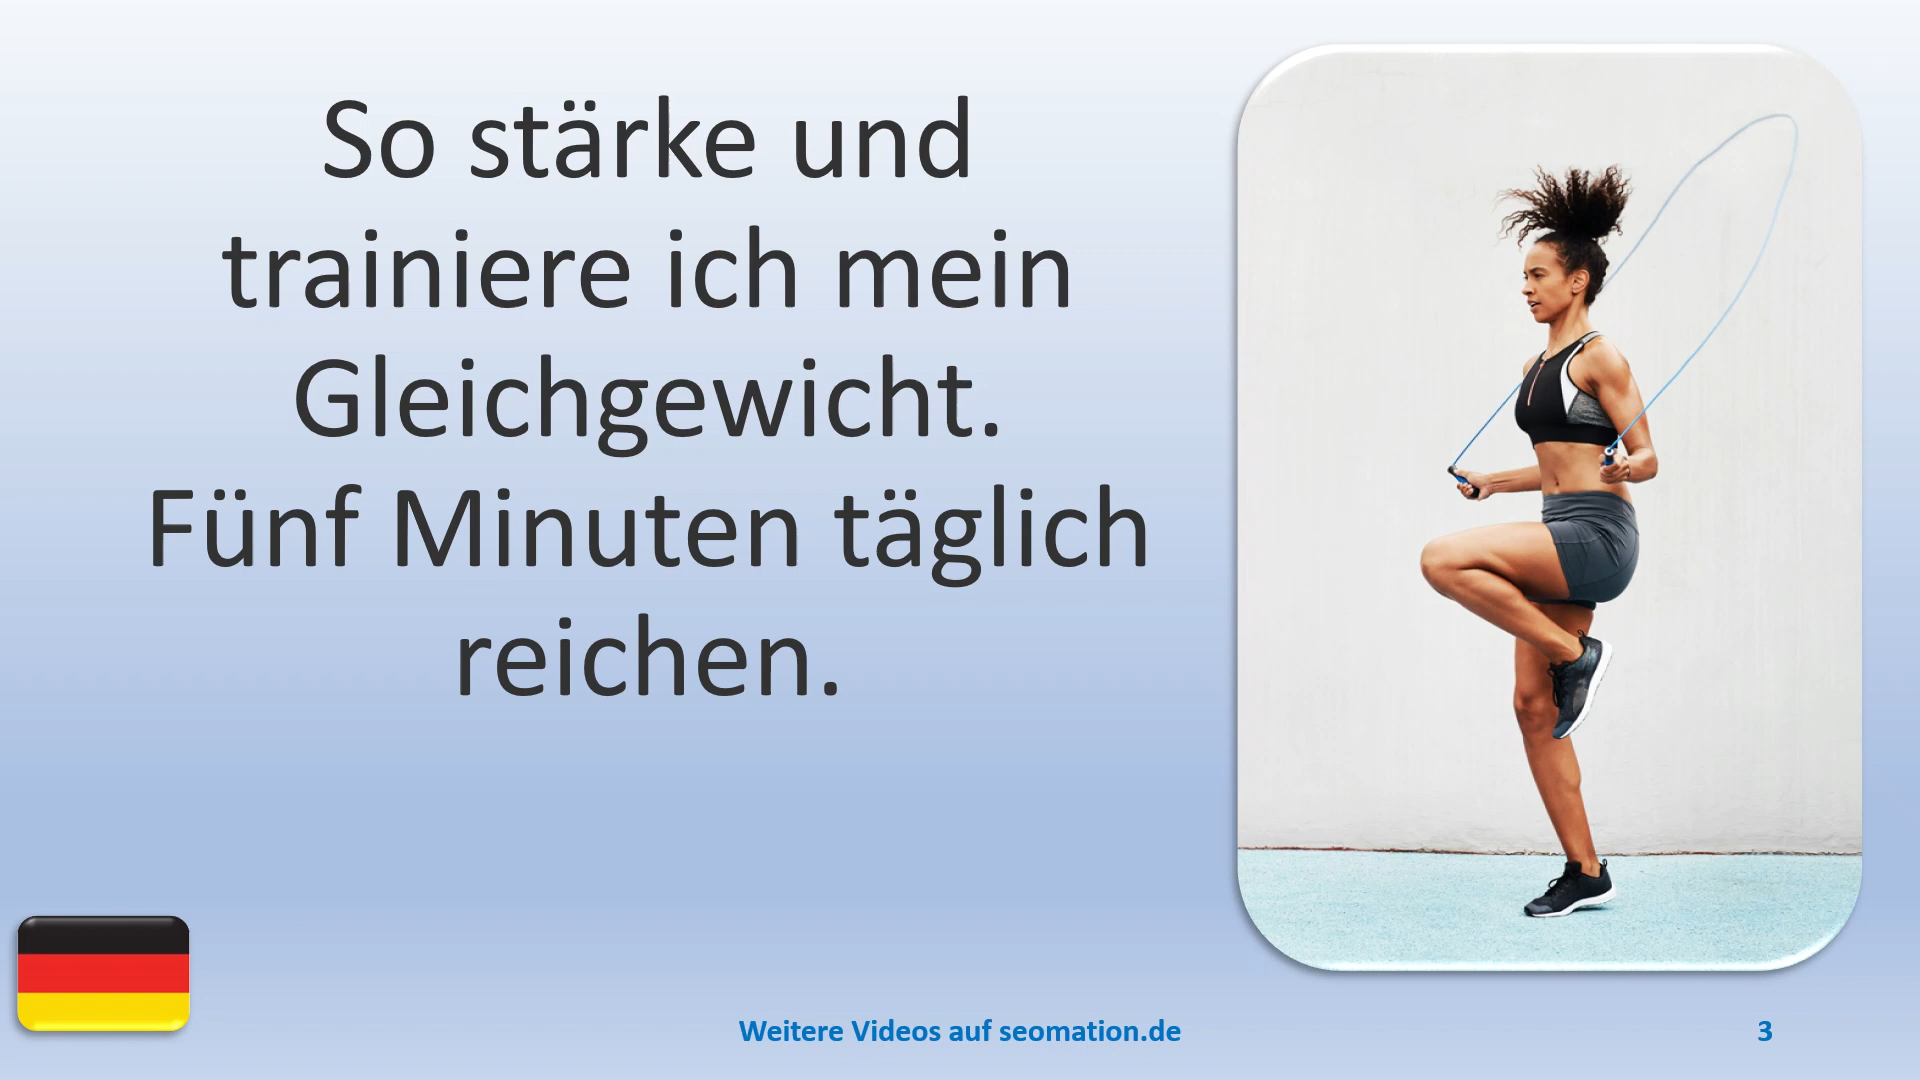 So stärke und
trainiere ich mein
Gleichgewicht.
Fünf Minuten täglich
reichen.
Weitere Videos auf seomation.de
3